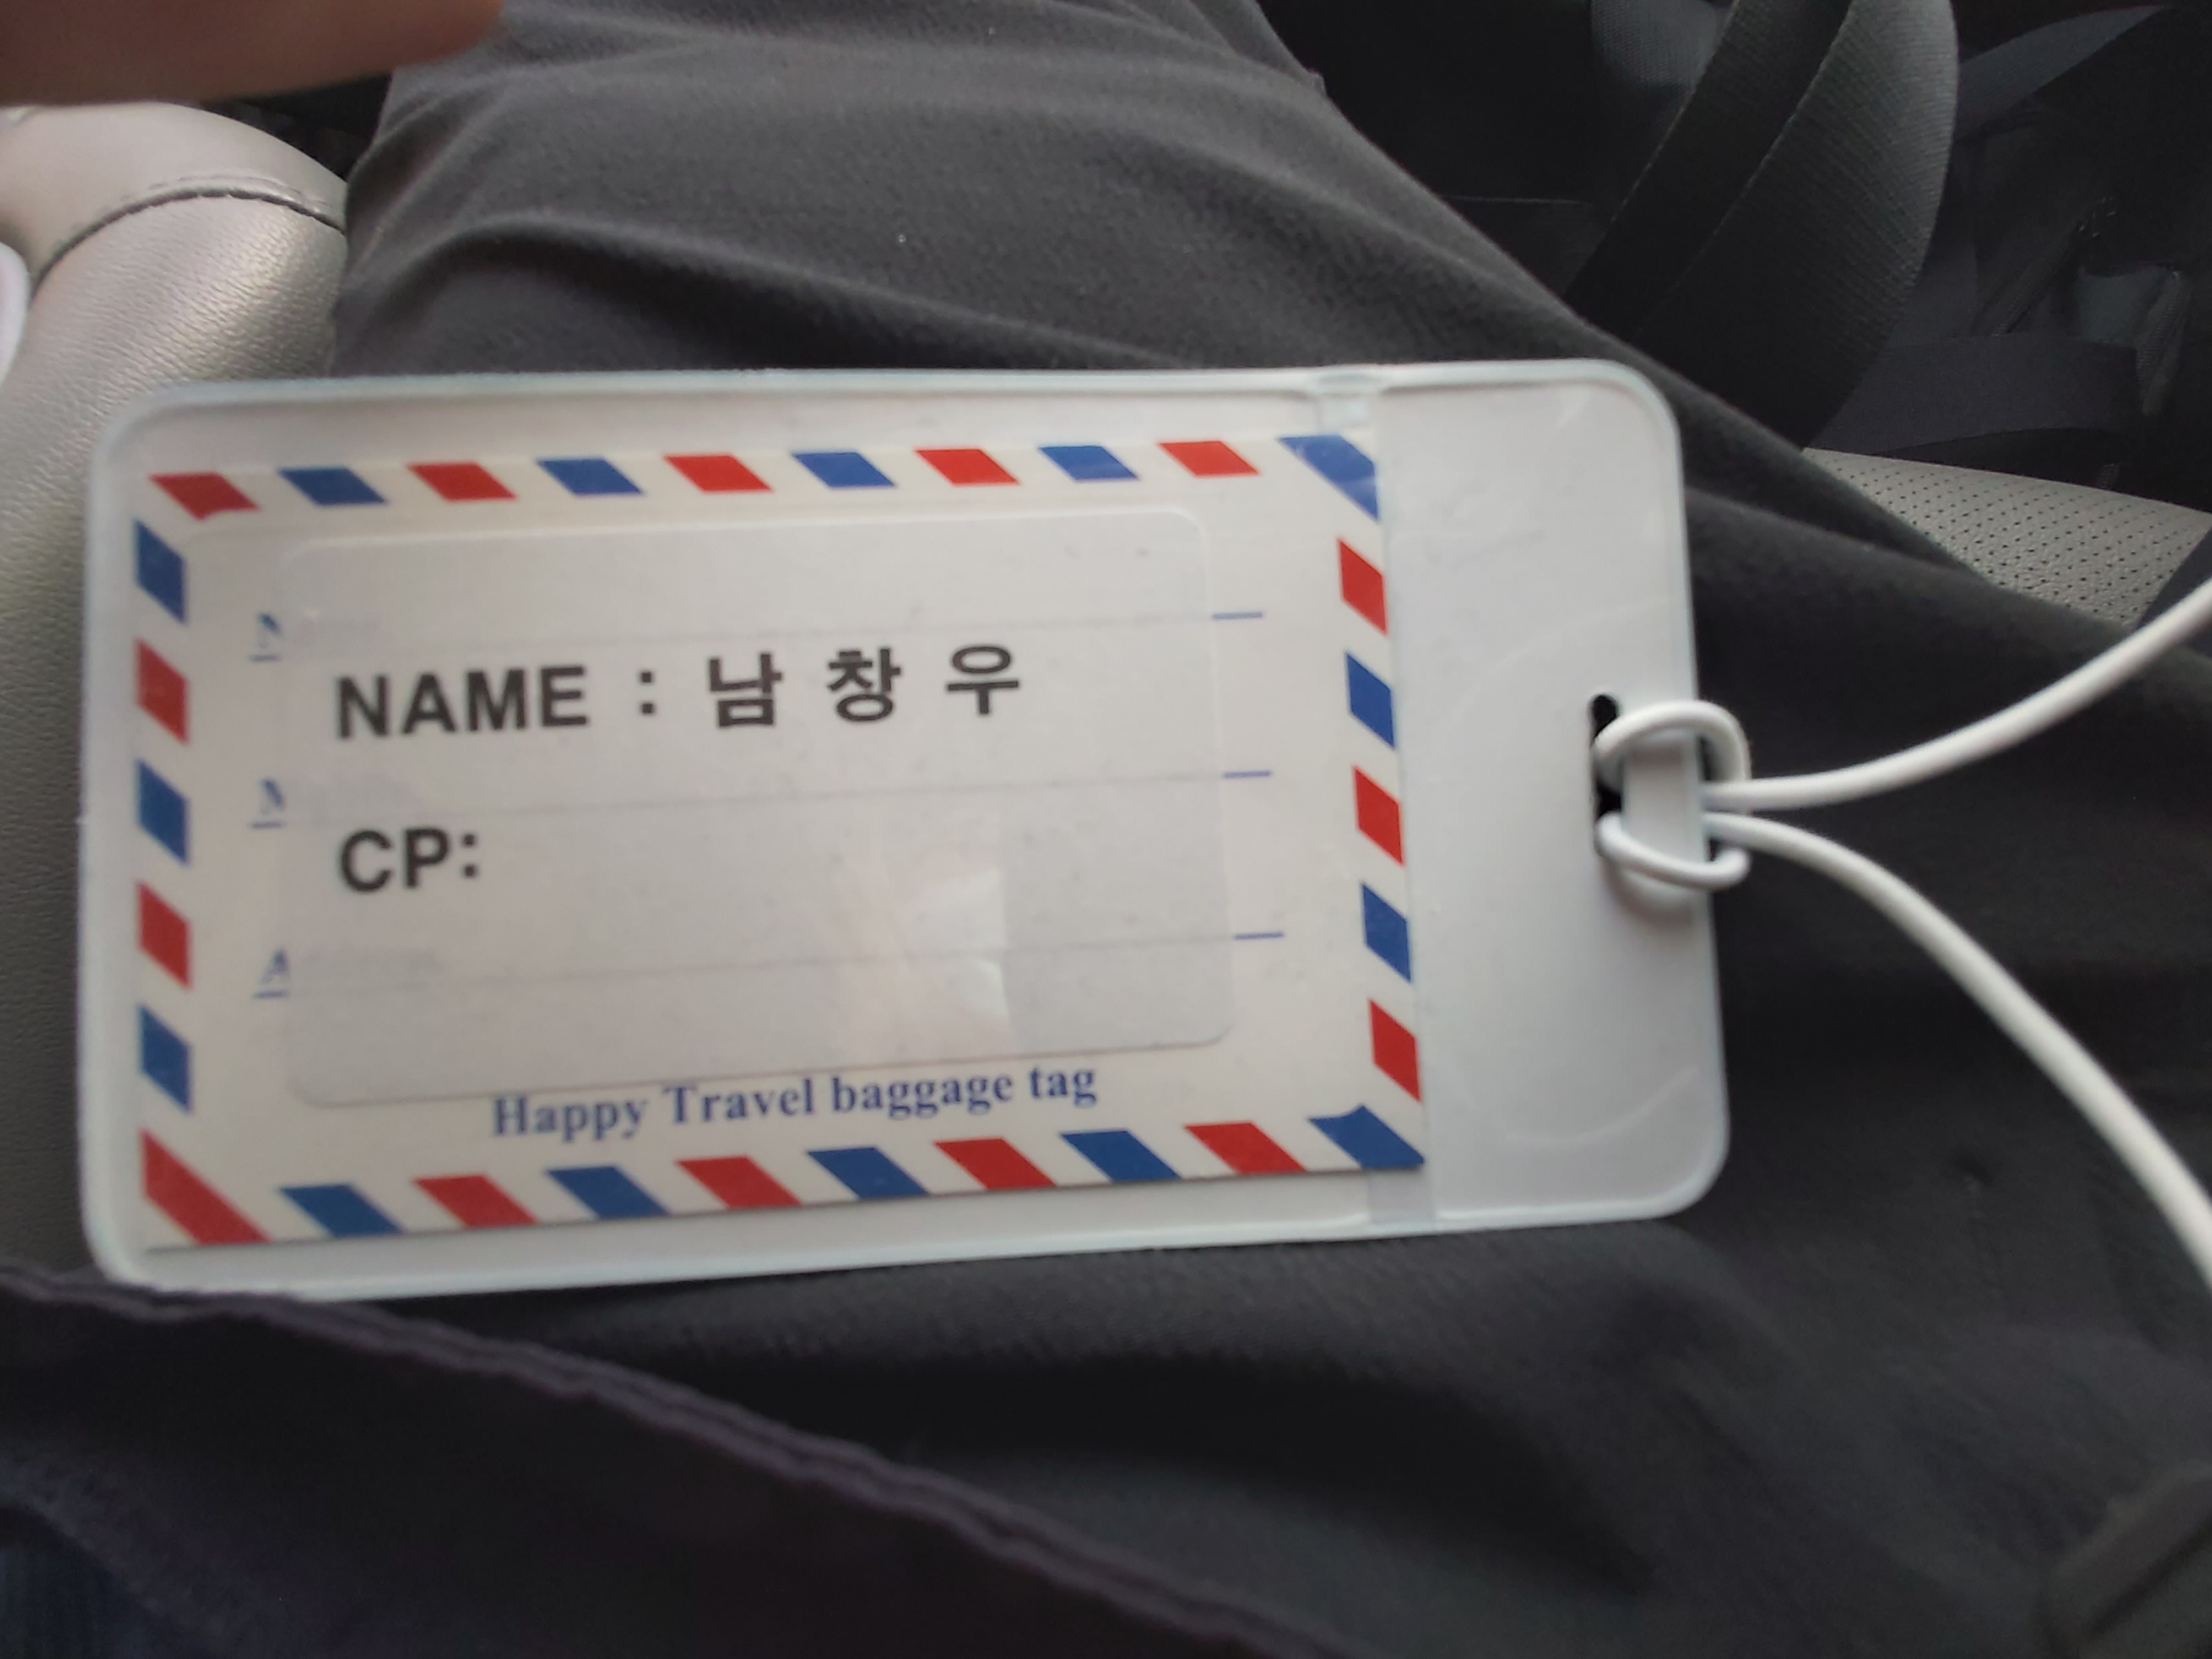 NAME : 남 창 우
CP:
Happy Travel baggage tag